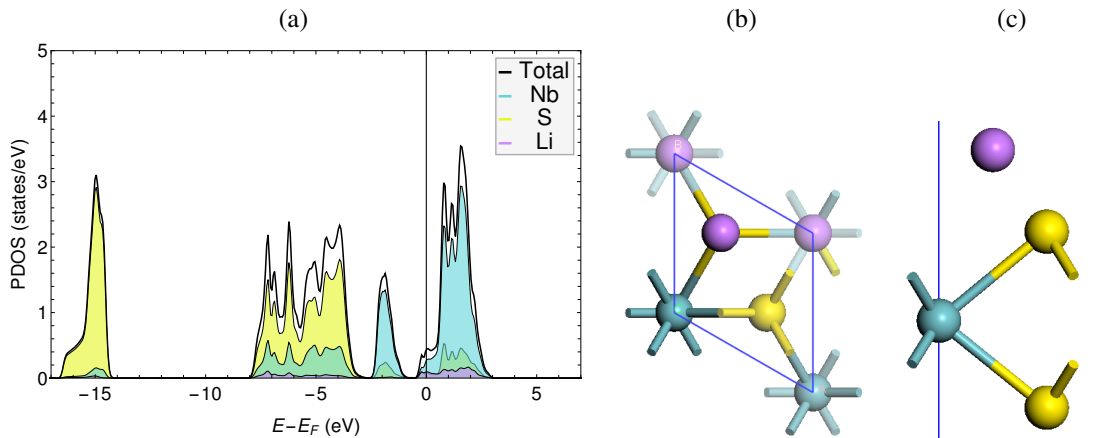 (a)
(b)
(c)
5
4
3
2
1
0
PDOS (states/eV)
Total
Nb
S
Li
−15
−10
−5
0
5
E−E_F (eV)